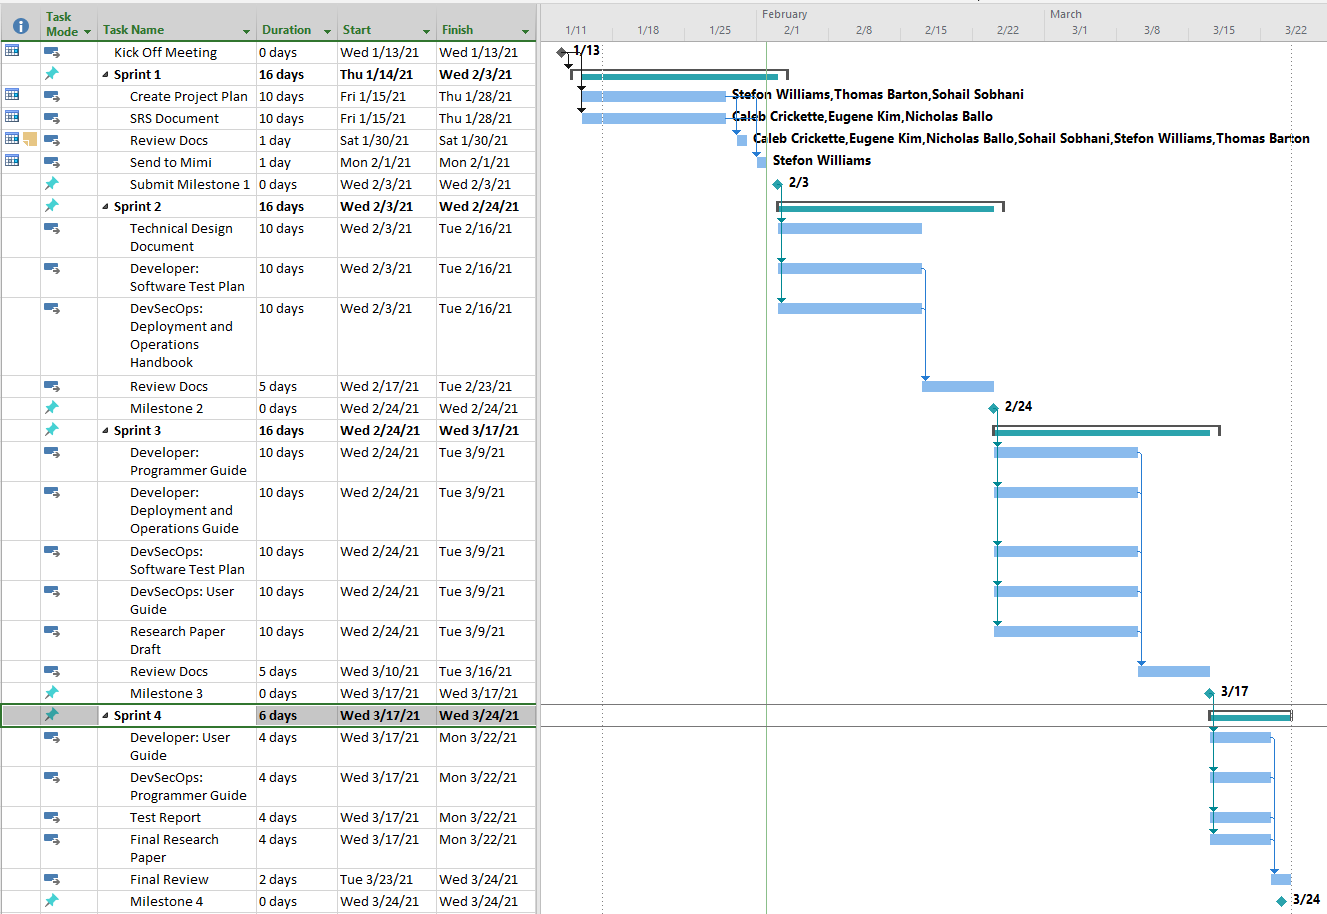 February March
Task Mode Task Name Duration Start Finish 1/11 1/18 1/25 2/1 2/8 2/15 2/22 3/1 3/8 3/15 3/22
Kick Off Meeting 0 days Wed 1/13/21 Wed 1/13/21 1/13
Sprint 1 16 days Thu 1/14/21 Wed 2/3/21
Create Project Plan 10 days Fri 1/15/21 Thu 1/28/21 Stefon Williams,Thomas Barton,Sohail Sobhani
SRS Document 10 days Fri 1/15/21 Thu 1/28/21 Caleb Crickette,Eugene Kim,Nicholas Ballo
Review Docs 1 day Sat 1/30/21 Sat 1/30/21 Caleb Crickette,Eugene Kim,Nicholas Ballo,Sohail Sobhani,Stefon Williams,Thomas Barton
Send to Mimi 1 day Mon 2/1/21 Mon 2/1/21 Stefon Williams
Submit Milestone 1 0 days Wed 2/3/21 Wed 2/3/21 2/3
Sprint 2 16 days Wed 2/3/21 Wed 2/24/21
Technical Design 10 days Wed 2/3/21 Tue 2/16/21
Document
Developer: 10 days Wed 2/3/21 Tue 2/16/21
Software Test Plan
DevSecOps: 10 days Wed 2/3/21 Tue 2/16/21
Deployment and
Operations
Handbook
Review Docs 5 days Wed 2/17/21 Tue 2/23/21
Milestone 2 0 days Wed 2/24/21 Wed 2/24/21 2/24
Sprint 3 16 days Wed 2/24/21 Wed 3/17/21
Developer: 10 days Wed 2/24/21 Tue 3/9/21
Programmer Guide
Developer: 10 days Wed 2/24/21 Tue 3/9/21
Deployment and
Operations Guide
DevSecOps: 10 days Wed 2/24/21 Tue 3/9/21
Software Test Plan
DevSecOps: User 10 days Wed 2/24/21 Tue 3/9/21
Guide
Research Paper 10 days Wed 2/24/21 Tue 3/9/21
Draft
Review Docs 5 days Wed 3/10/21 Tue 3/16/21
Milestone 3 0 days Wed 3/17/21 Wed 3/17/21 3/17
Sprint 4 6 days Wed 3/17/21 Wed 3/24/21
Developer: User 4 days Wed 3/17/21 Mon 3/22/21
Guide
DevSecOps: 4 days Wed 3/17/21 Mon 3/22/21
Programmer Guide
Test Report 4 days Wed 3/17/21 Mon 3/22/21
Final Research 4 days Wed 3/17/21 Mon 3/22/21
Paper
Final Review 2 days Tue 3/23/21 Wed 3/24/21
Milestone 4 0 days Wed 3/24/21 Wed 3/24/21 3/24